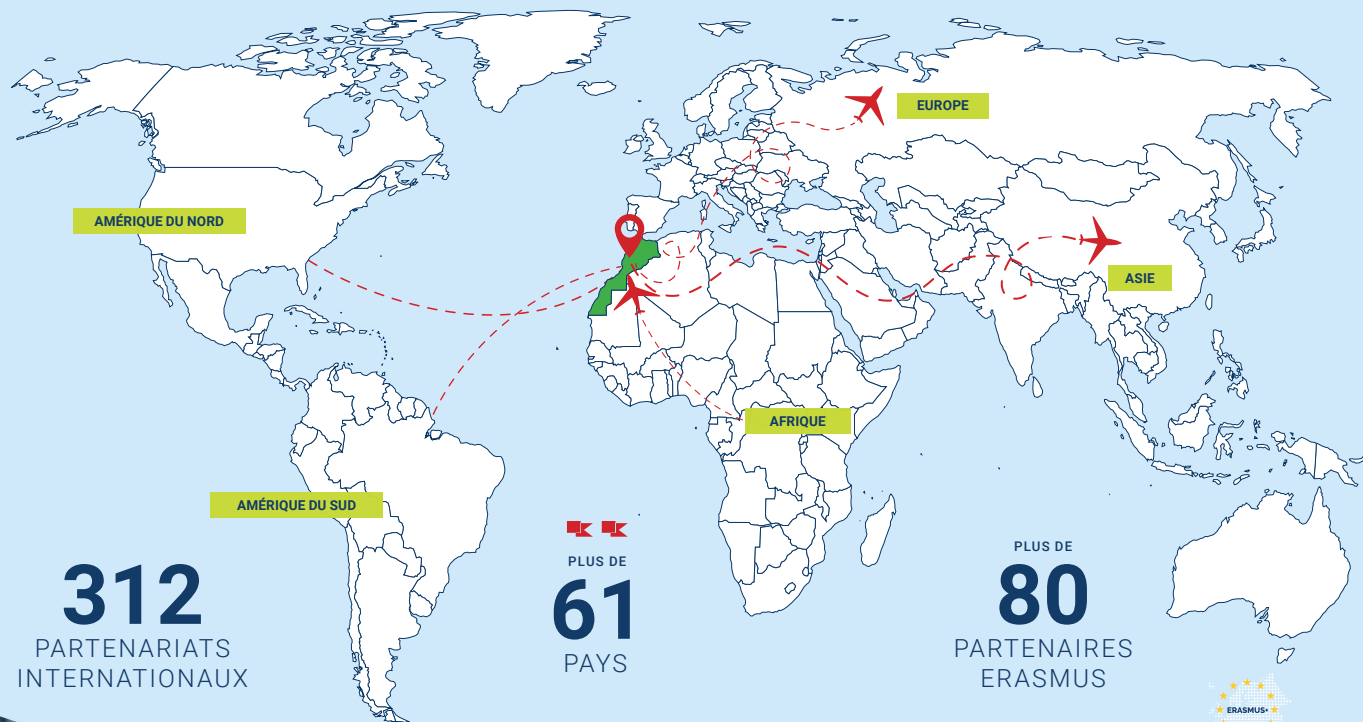 EUROPE
AMÉRIQUE DU NORD
ASIE
AFRIQUE
AMÉRIQUE DU SUD
312
PARTENARIATS
INTERNATIONAUX
PLUS DE
61
PAYS
PLUS DE
80
PARTENAIRES
ERASMUS
ERASMUS+